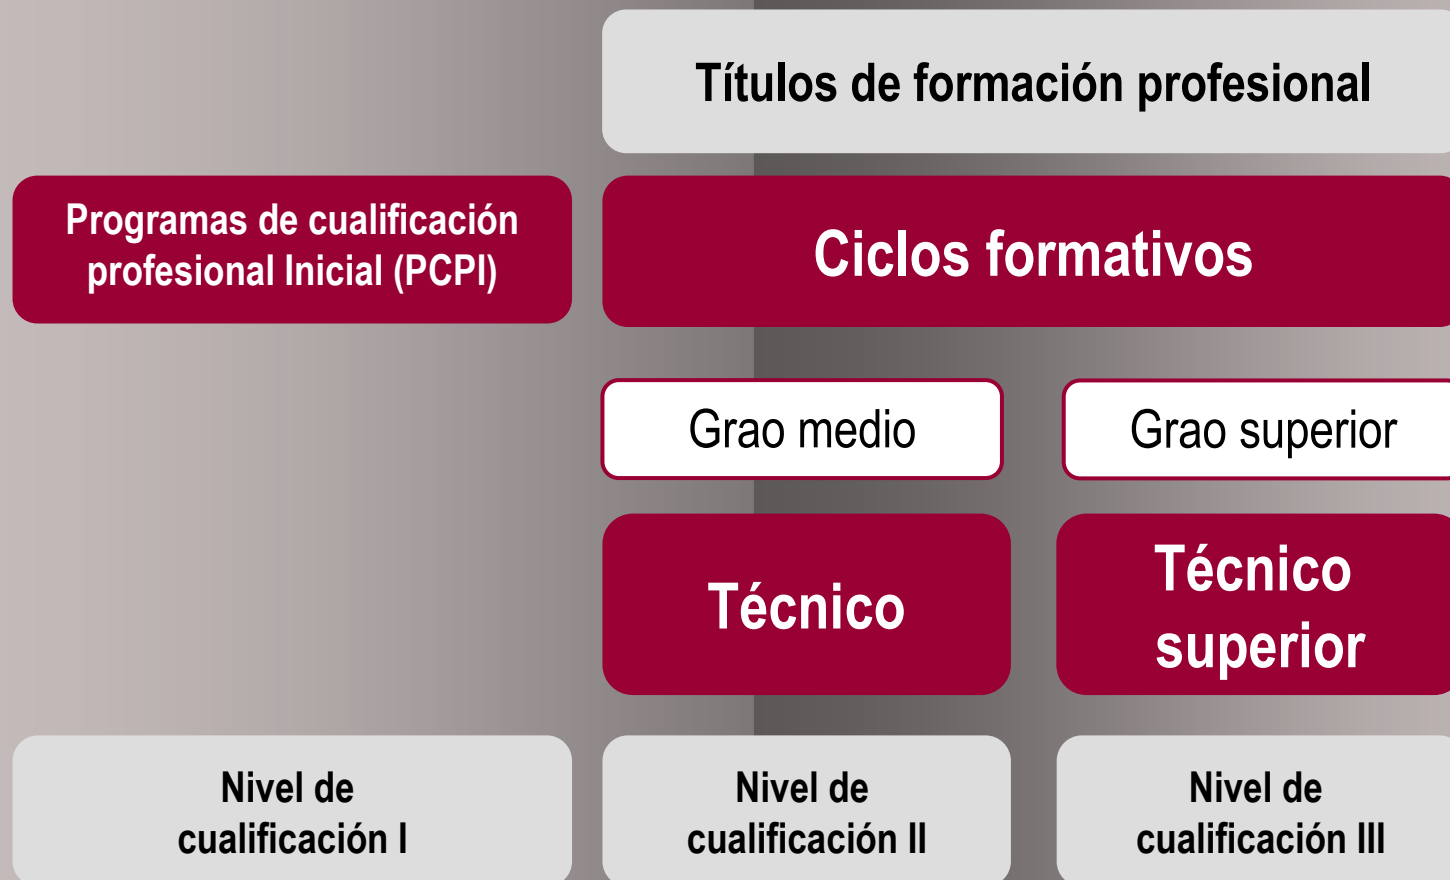 Títulos de formación profesional
Programas de cualificación
profesional Inicial (PCPI)
Ciclos formativos
Grao medio
Grao superior
Técnico
Técnico
superior
Nivel de
cualificación I
Nivel de
cualificación II
Nivel de
cualificación III